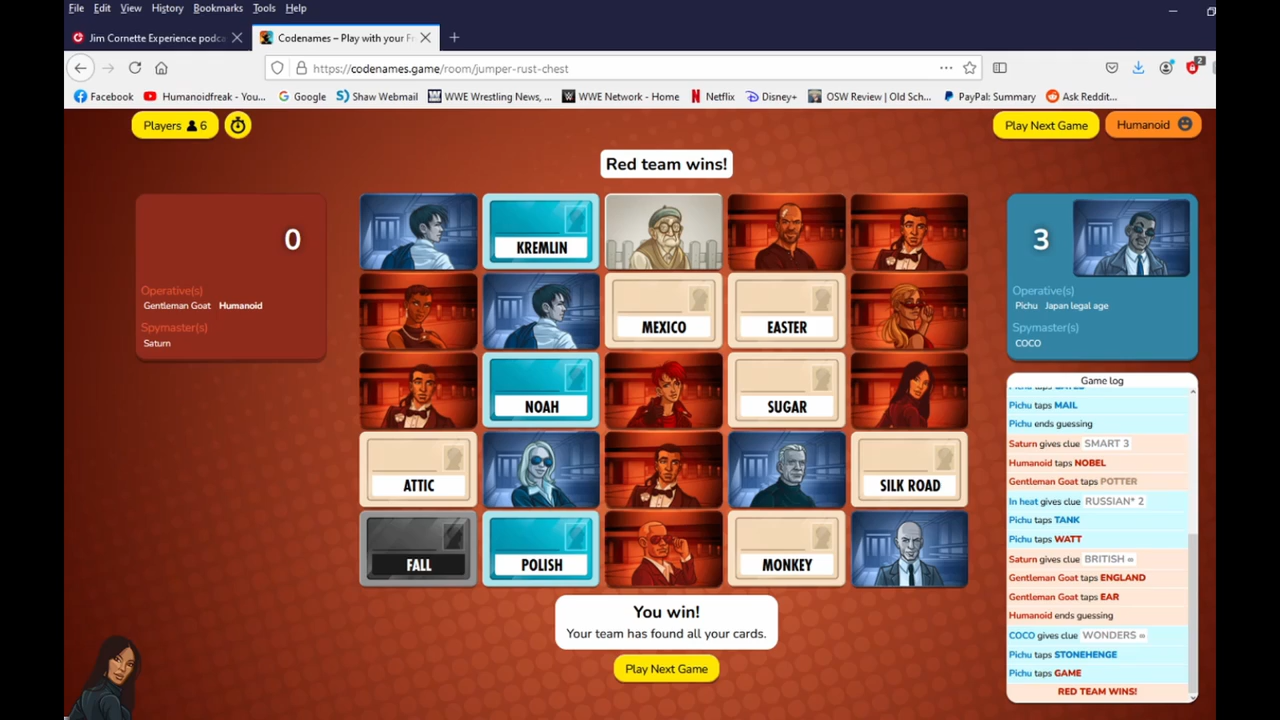 File Edit View History Bookmarks Tools Help
Jim Cornette Experience podca
Codenames – Play with your Fr
https://codenames.game/room/jumper-rust-chest
Facebook Humanoidfreak - You... Google Shaw Webmail WWE Wrestling News, ... WWE Network - Home Netflix Disney+ OSW Review | Old Sch... PayPal: Summary Ask Reddit...
2
Players 6
Play Next Game
Humanoid
Red team wins!
0
Operative(s)
Gentleman Goat Humanoid
Spymaster(s)
Saturn
KREMLIN
MEXICO EASTER
NOAH SUGAR
ATTIC SILK ROAD
FALL POLISH MONKEY
3
Operative(s)
Pichu Japan legal age
Spymaster(s)
COCO
Game log
Pichu taps MAIL
Pichu ends guessing
Saturn gives clue SMART 3
Humanoid taps NOBEL
Gentleman Goat taps POTTER
In heat gives clue RUSSIAN* 2
Pichu taps TANK
Pichu taps WATT
Saturn gives clue BRITISH ∞
Gentleman Goat taps ENGLAND
Gentleman Goat taps EAR
Humanoid ends guessing
COCO gives clue WONDERS ∞
Pichu taps STONEHENGE
Pichu taps GAME
RED TEAM WINS!
You win!
Your team has found all your cards.
Play Next Game